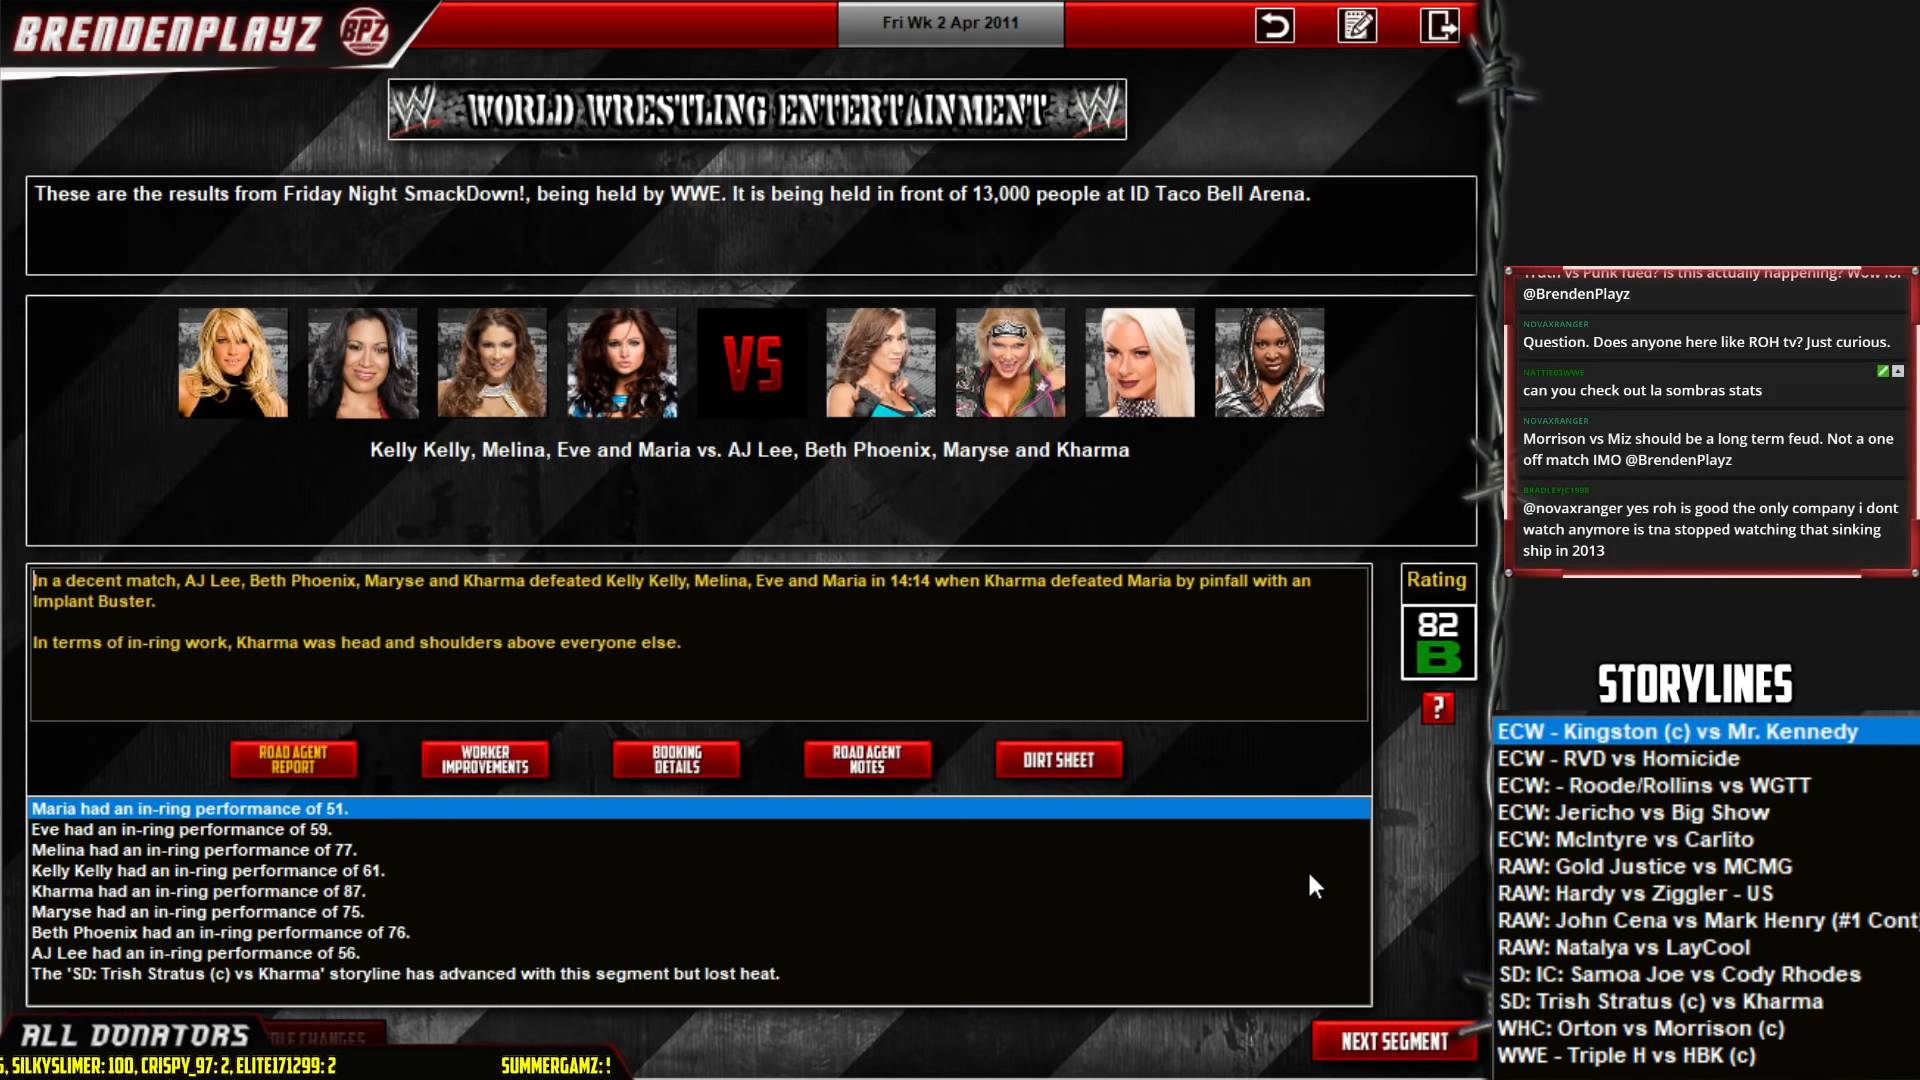 BRENDENPLAYZ BPZ
Fri Wk 2 Apr 2011
W WORLD WRESTLING ENTERTAINMENT W
These are the results from Friday Night SmackDown!, being held by WWE. It is being held in front of 13,000 people at ID Taco Bell Arena.
VS
Kelly Kelly, Melina, Eve and Maria vs. AJ Lee, Beth Phoenix, Maryse and Kharma
In a decent match, AJ Lee, Beth Phoenix, Maryse and Kharma defeated Kelly Kelly, Melina, Eve and Maria in 14:14 when Kharma defeated Maria by pinfall with an
Implant Buster.
In terms of in-ring work, Kharma was head and shoulders above everyone else.
Rating
82
B
?
ROAD AGENT
REPORT
WORKER
IMPROVEMENTS
BOOKING
DETAILS
ROAD AGENT
NOTES
DIRT SHEET
Maria had an in-ring performance of 51.
Eve had an in-ring performance of 59.
Melina had an in-ring performance of 77.
Kelly Kelly had an in-ring performance of 61.
Kharma had an in-ring performance of 87.
Maryse had an in-ring performance of 75.
Beth Phoenix had an in-ring performance of 76.
AJ Lee had an in-ring performance of 56.
The 'SD: Trish Stratus (c) vs Kharma' storyline has advanced with this segment but lost heat.
ALL DONATORS
CHANGES
NEXT SEGMENT
, SILKYSLIMER: 100, CRISPY_97: 2, ELITE171299: 2
SUMMERGAMZ:
Truth vs Punk fued? Is this actually happening? Wow
@BrendenPlayz
NOVAXRANGER
Question. Does anyone here like ROH tv? Just curious.
NATTIE03WWE
can you check out la sombras stats
NOVAXRANGER
Morrison vs Miz should be a long term feud. Not a one
off match IMO @BrendenPlayz
BRADLEYJC1998
@novaxranger yes roh is good the only company i dont
watch anymore is tna stopped watching that sinking
ship in 2013
STORYLINES
ECW - Kingston (c) vs Mr. Kennedy
ECW - RVD vs Homicide
ECW: - Roode/Rollins vs WGTT
ECW: Jericho vs Big Show
ECW: McIntyre vs Carlito
RAW: Gold Justice vs MCMG
RAW: Hardy vs Ziggler - US
RAW: John Cena vs Mark Henry (#1 Cont
RAW: Natalya vs LayCool
SD: IC: Samoa Joe vs Cody Rhodes
SD: Trish Stratus (c) vs Kharma
WHC: Orton vs Morrison (c)
WWE - Triple H vs HBK (c)